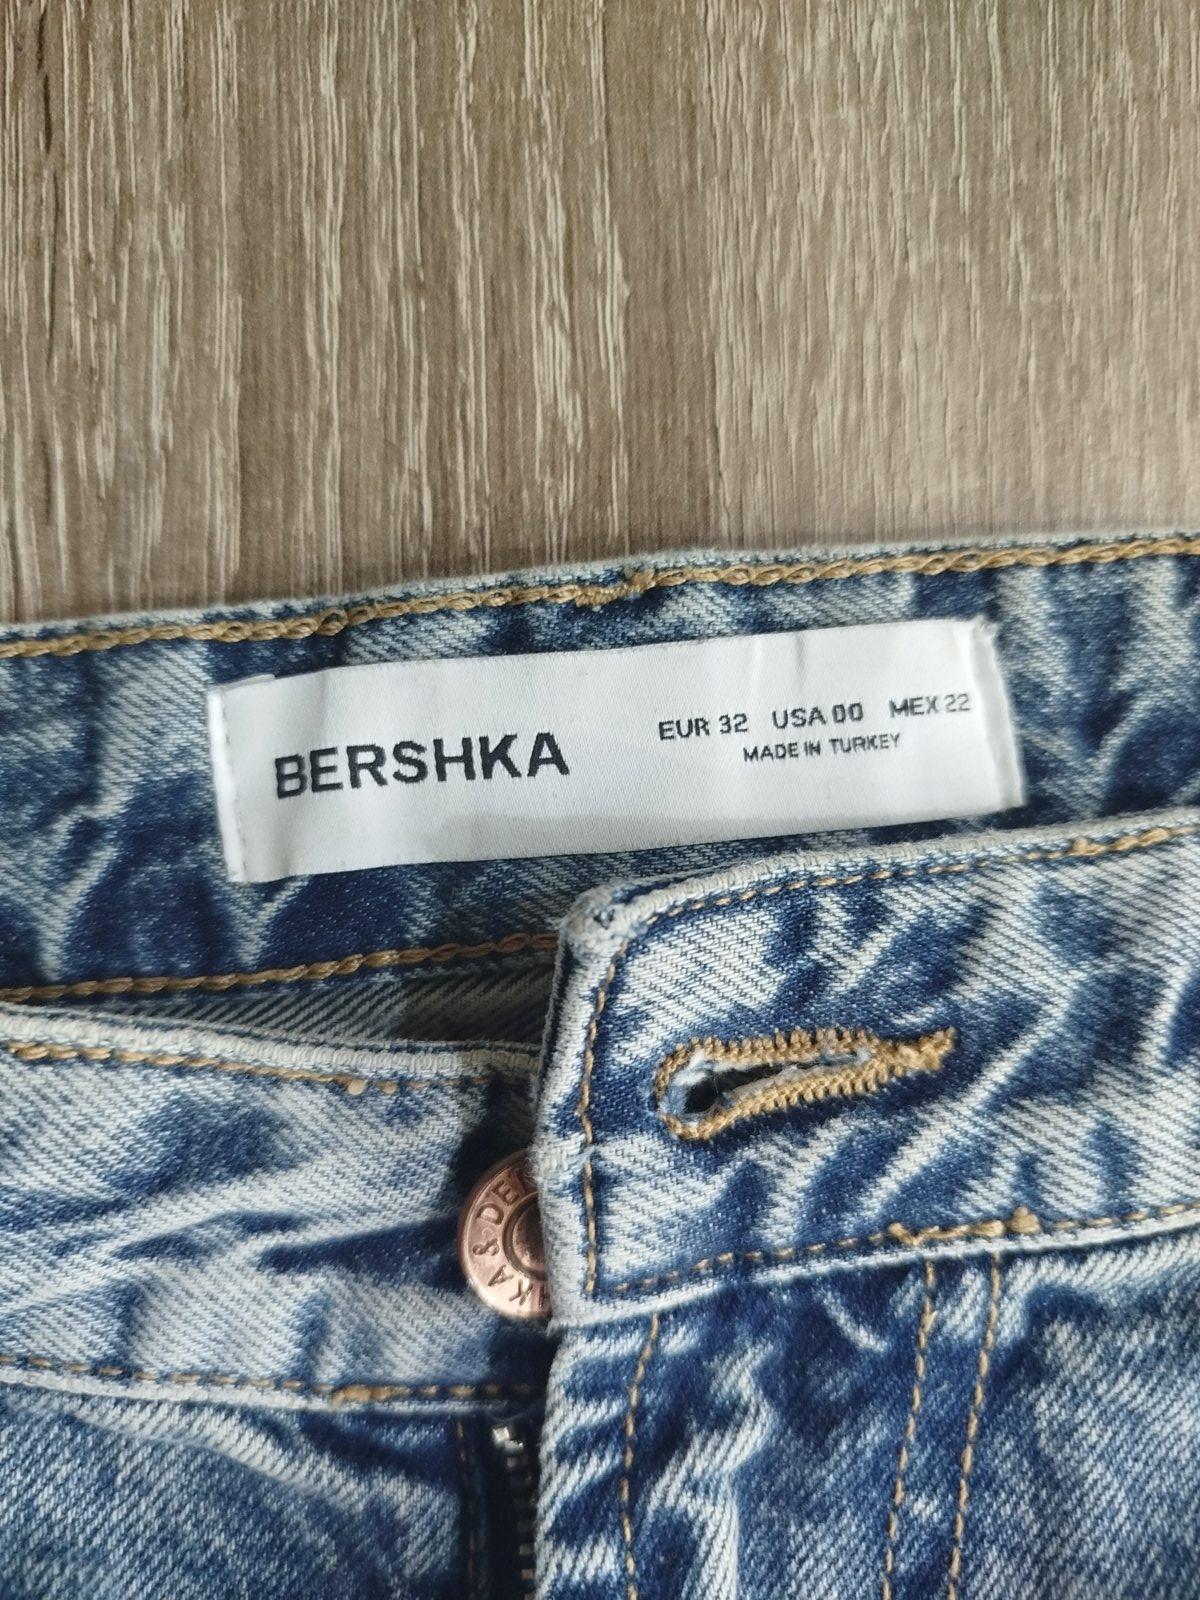 BERSHKA
EUR 32 USA 00 MEX 22
MADE IN TURKEY